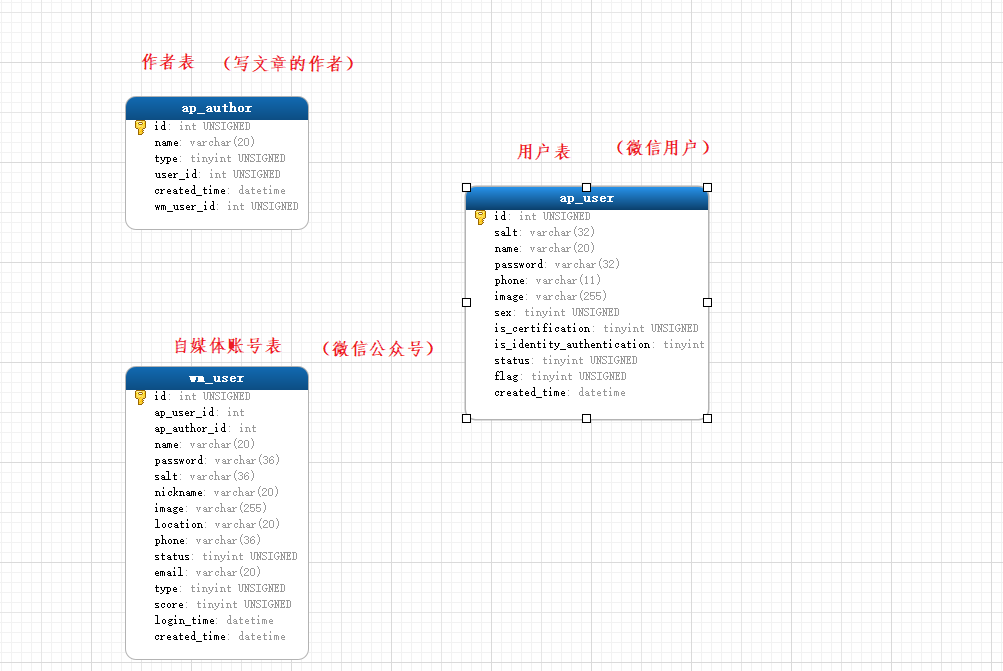 作者表 （写文章的作者）
ap_author
id: int UNSIGNED
name: varchar(20)
type: tinyint UNSIGNED
user_id: int UNSIGNED
created_time: datetime
wm_user_id: int UNSIGNED
用户表 （微信用户）
ap_user
id: int UNSIGNED
salt: varchar(32)
name: varchar(20)
password: varchar(32)
phone: varchar(11)
image: varchar(255)
sex: tinyint UNSIGNED
is_certification: tinyint UNSIGNED
is_identity_authentication: tinyint
status: tinyint UNSIGNED
flag: tinyint UNSIGNED
created_time: datetime
自媒体账号表 （微信公众号）
wm_user
id: int UNSIGNED
ap_user_id: int
ap_author_id: int
name: varchar(20)
password: varchar(36)
salt: varchar(36)
nickname: varchar(20)
image: varchar(255)
location: varchar(20)
phone: varchar(36)
status: tinyint UNSIGNED
email: varchar(20)
type: tinyint UNSIGNED
score: tinyint UNSIGNED
login_time: datetime
created_time: datetime